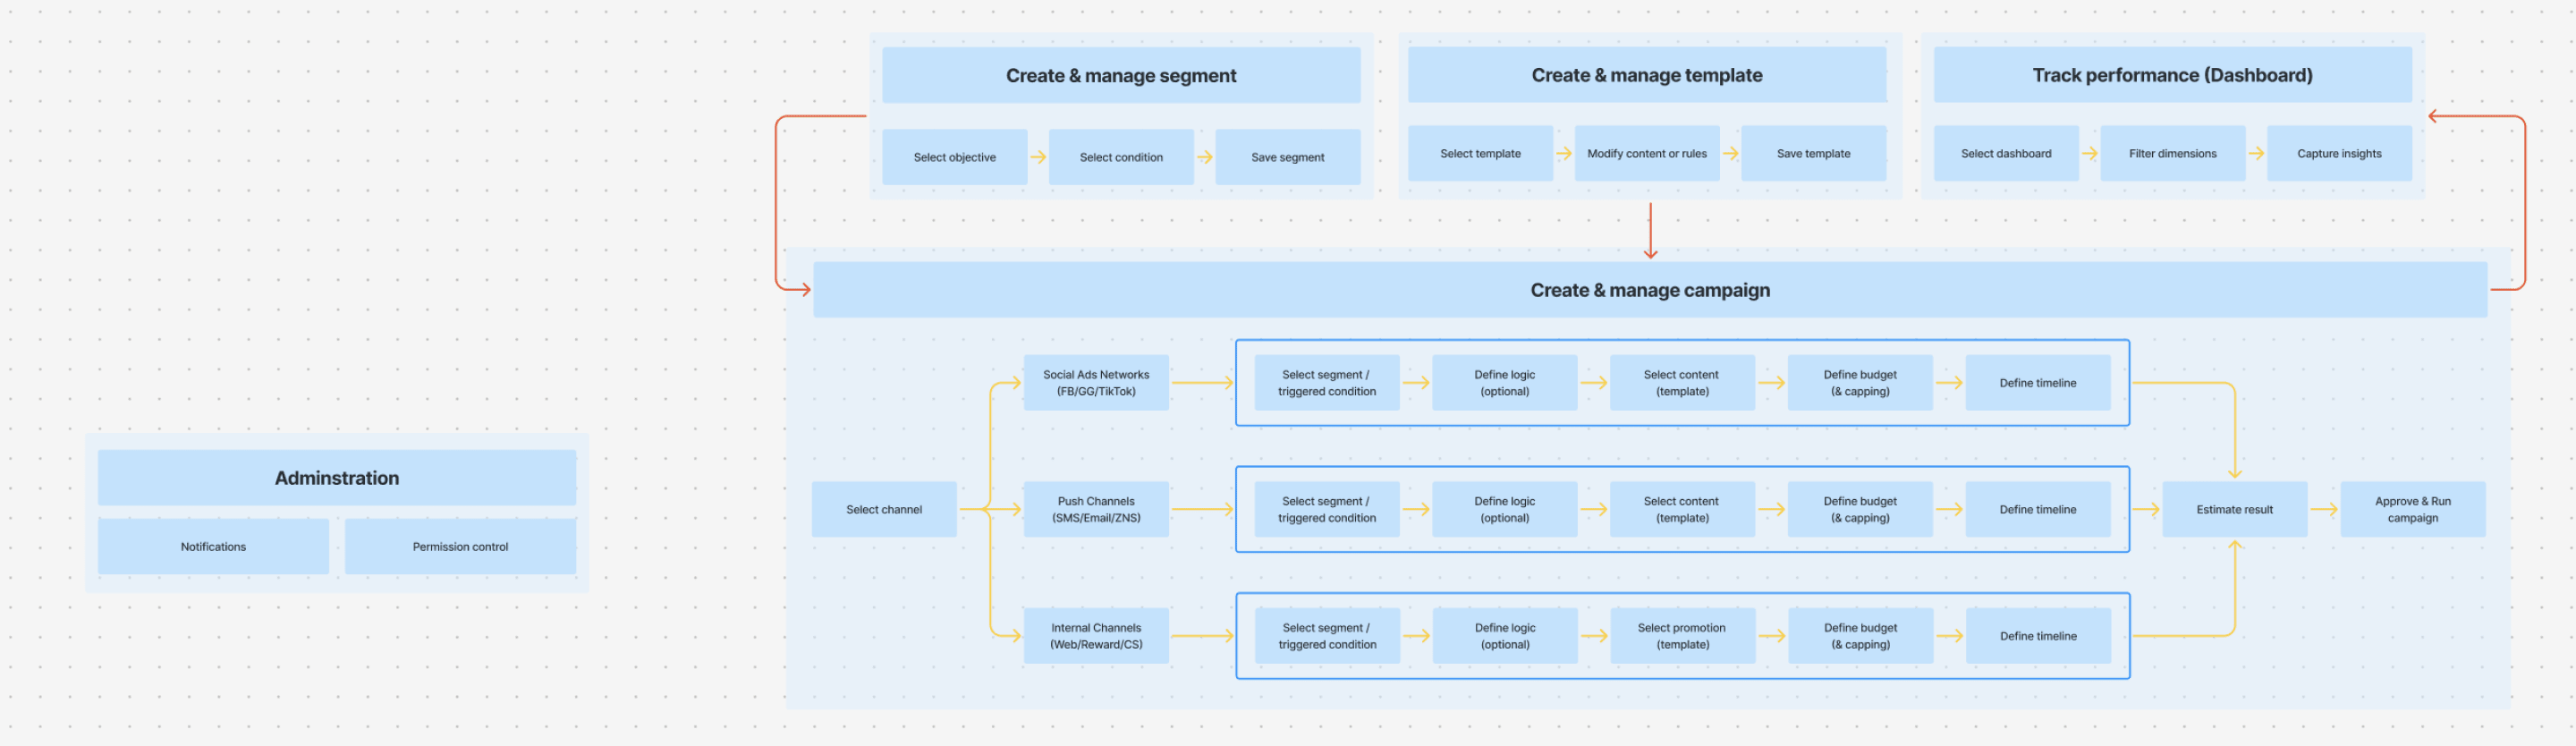 Create & manage segment
Select objective
Select condition
Save segment
Create & manage template
Select template
Modify content or rules
Save template
Track performance (Dashboard)
Select dashboard
Filter dimensions
Capture insights
Create & manage campaign
Select channel
Social Ads Networks
(FB/GG/TikTok)
Select segment /
triggered condition
Define logic
(optional)
Select content
(template)
Define budget
(& capping)
Define timeline
Push Channels
(SMS/Email/ZNS)
Select segment /
triggered condition
Define logic
(optional)
Select content
(template)
Define budget
(& capping)
Define timeline
Internal Channels
(Web/Reward/CS)
Select segment /
triggered condition
Define logic
(optional)
Select promotion
(template)
Define budget
(& capping)
Define timeline
Estimate result
Approve & Run
campaign
Adminstration
Notifications
Permission control